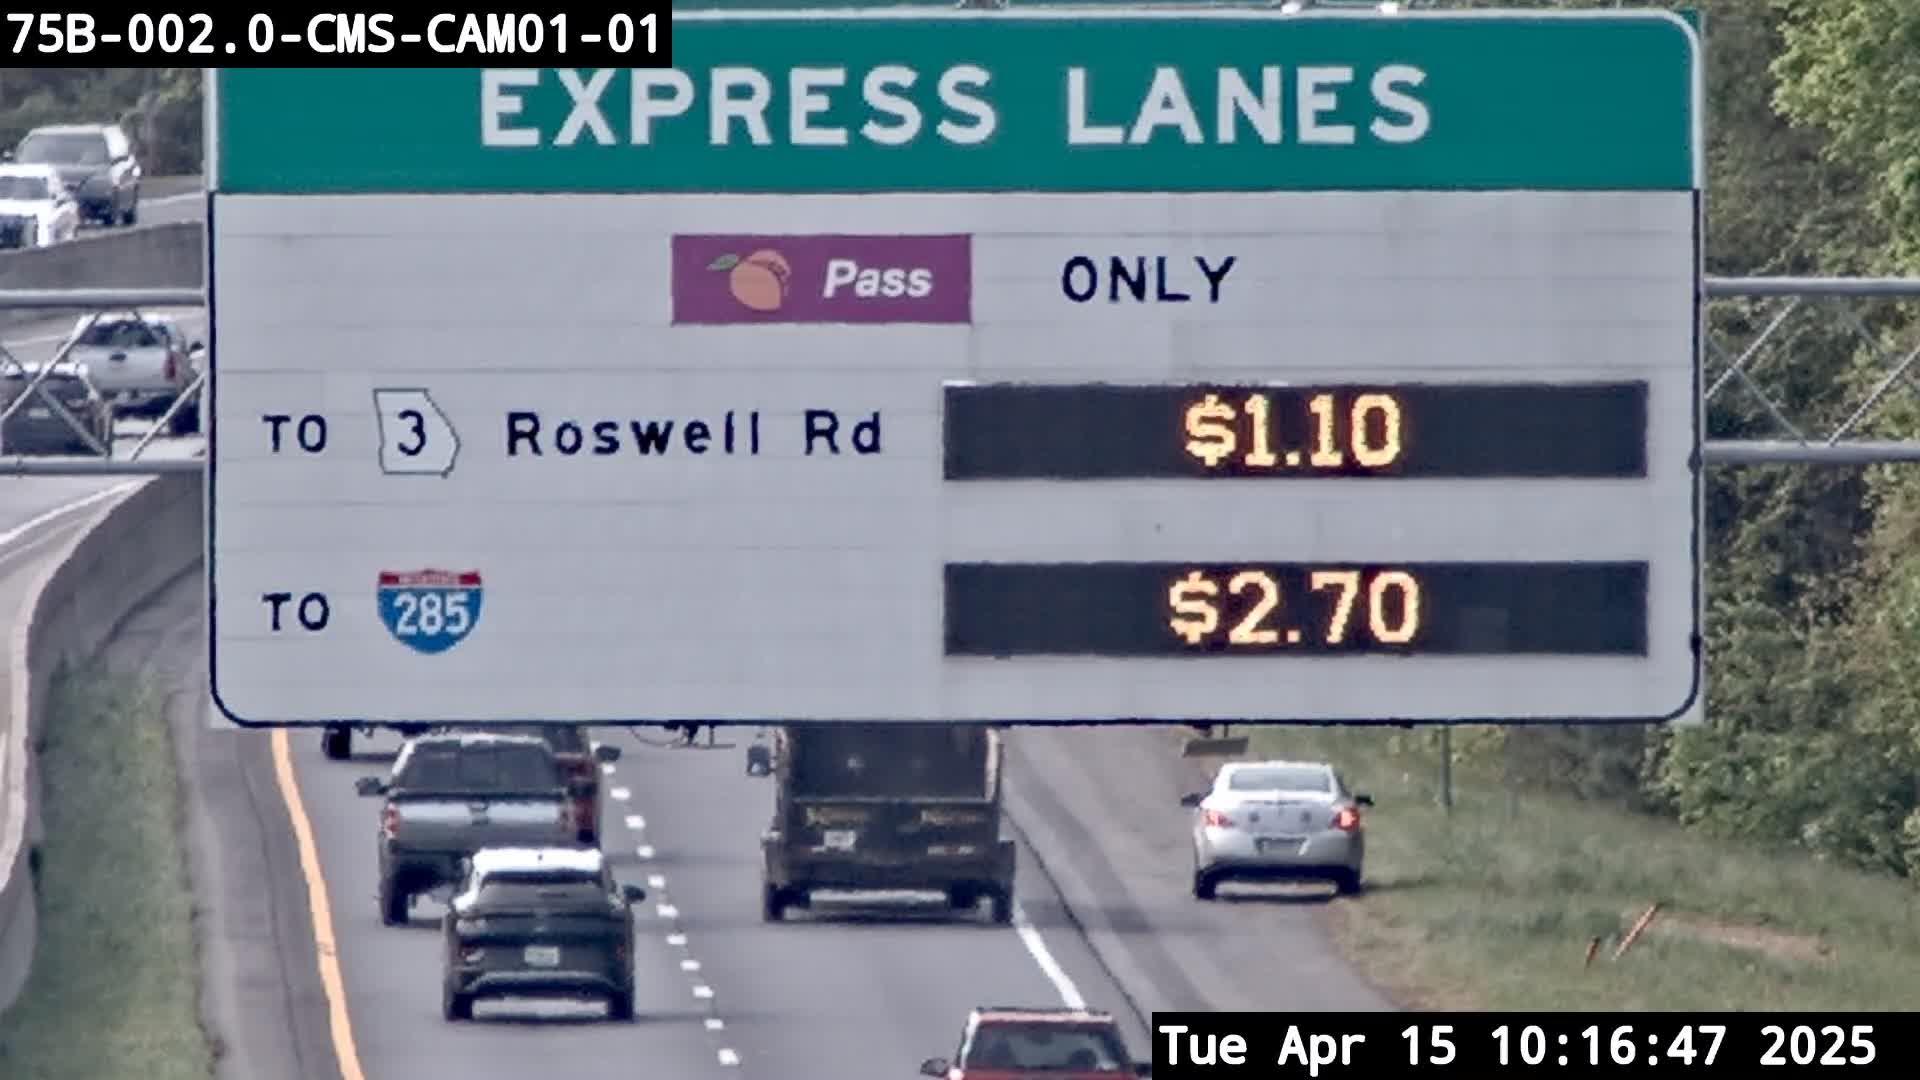 75B-002.0-CMS-CAM01-01
EXPRESS LANES
Pass ONLY
TO 3 Roswell Rd $1.10
TO 285 $2.70
Tue Apr 15 10:16:47 2025